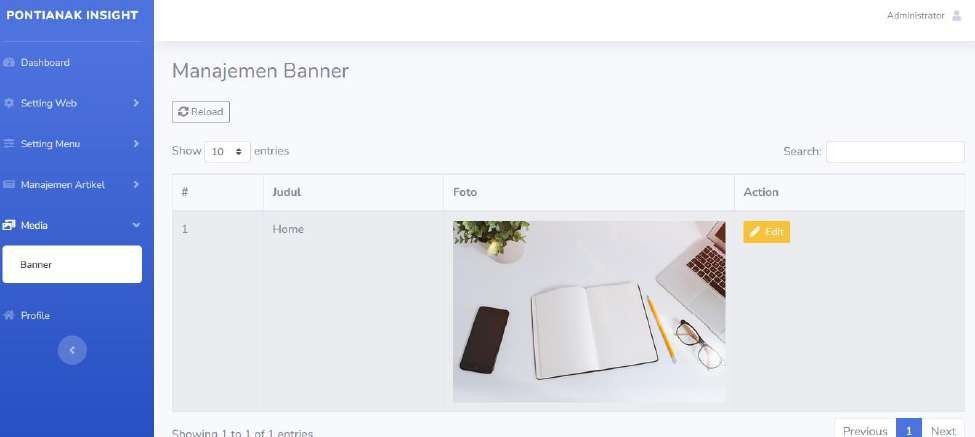 PONTIANAK INSIGHT
Administrator
Dashboard
Setting Web
Setting Menu
Manajemen Artikel
Media
Banner
Profile
Manajemen Banner
Reload
Show 10 entries
Search:
# Judul Foto Action
1 Home Edit
Showing 1 to 1 of 1 entries
Previous 1 Next